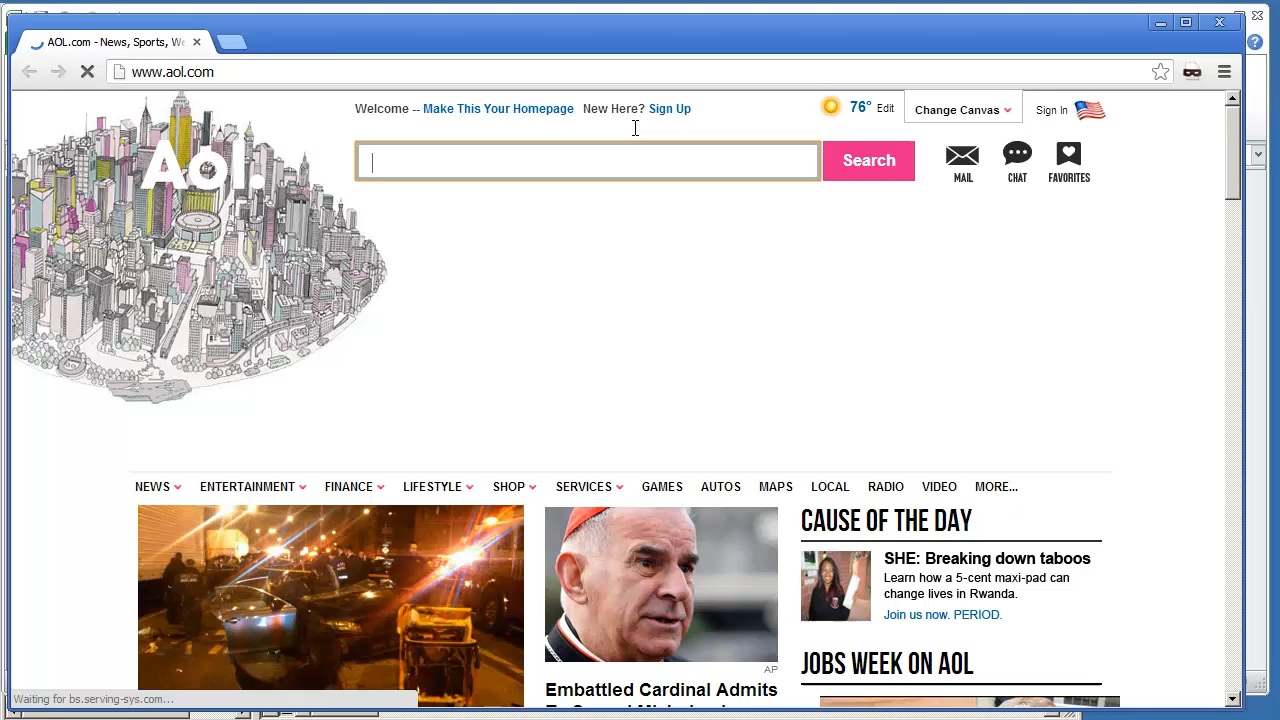 AOL.com - News, Sports, We
www.aol.com
Welcome -- Make This Your Homepage New Here? Sign Up
76° Edit
Change Canvas
Sign In
Aol.
Search
MAIL
CHAT
FAVORITES
NEWS ENTERTAINMENT FINANCE LIFESTYLE SHOP SERVICES GAMES AUTOS MAPS LOCAL RADIO VIDEO MORE...
AP
Embattled Cardinal Admits
CAUSE OF THE DAY
SHE: Breaking down taboos
Learn how a 5-cent maxi-pad can
change lives in Rwanda.
Join us now. PERIOD.
JOBS WEEK ON AOL
Waiting for bs.serving-sys.com...